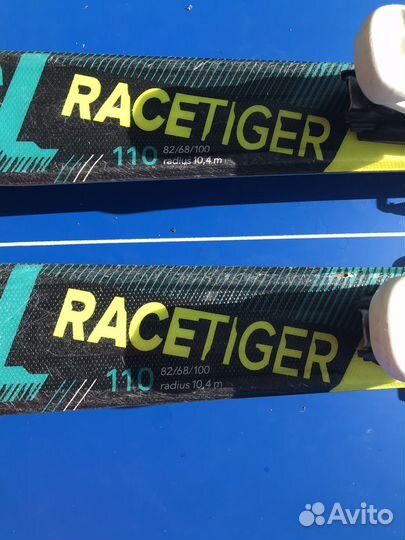 RACETIGER
110 82/68/100
radius 10,4 m
RACETIGER
110 82/68/100
radius 10,4 m
Avito